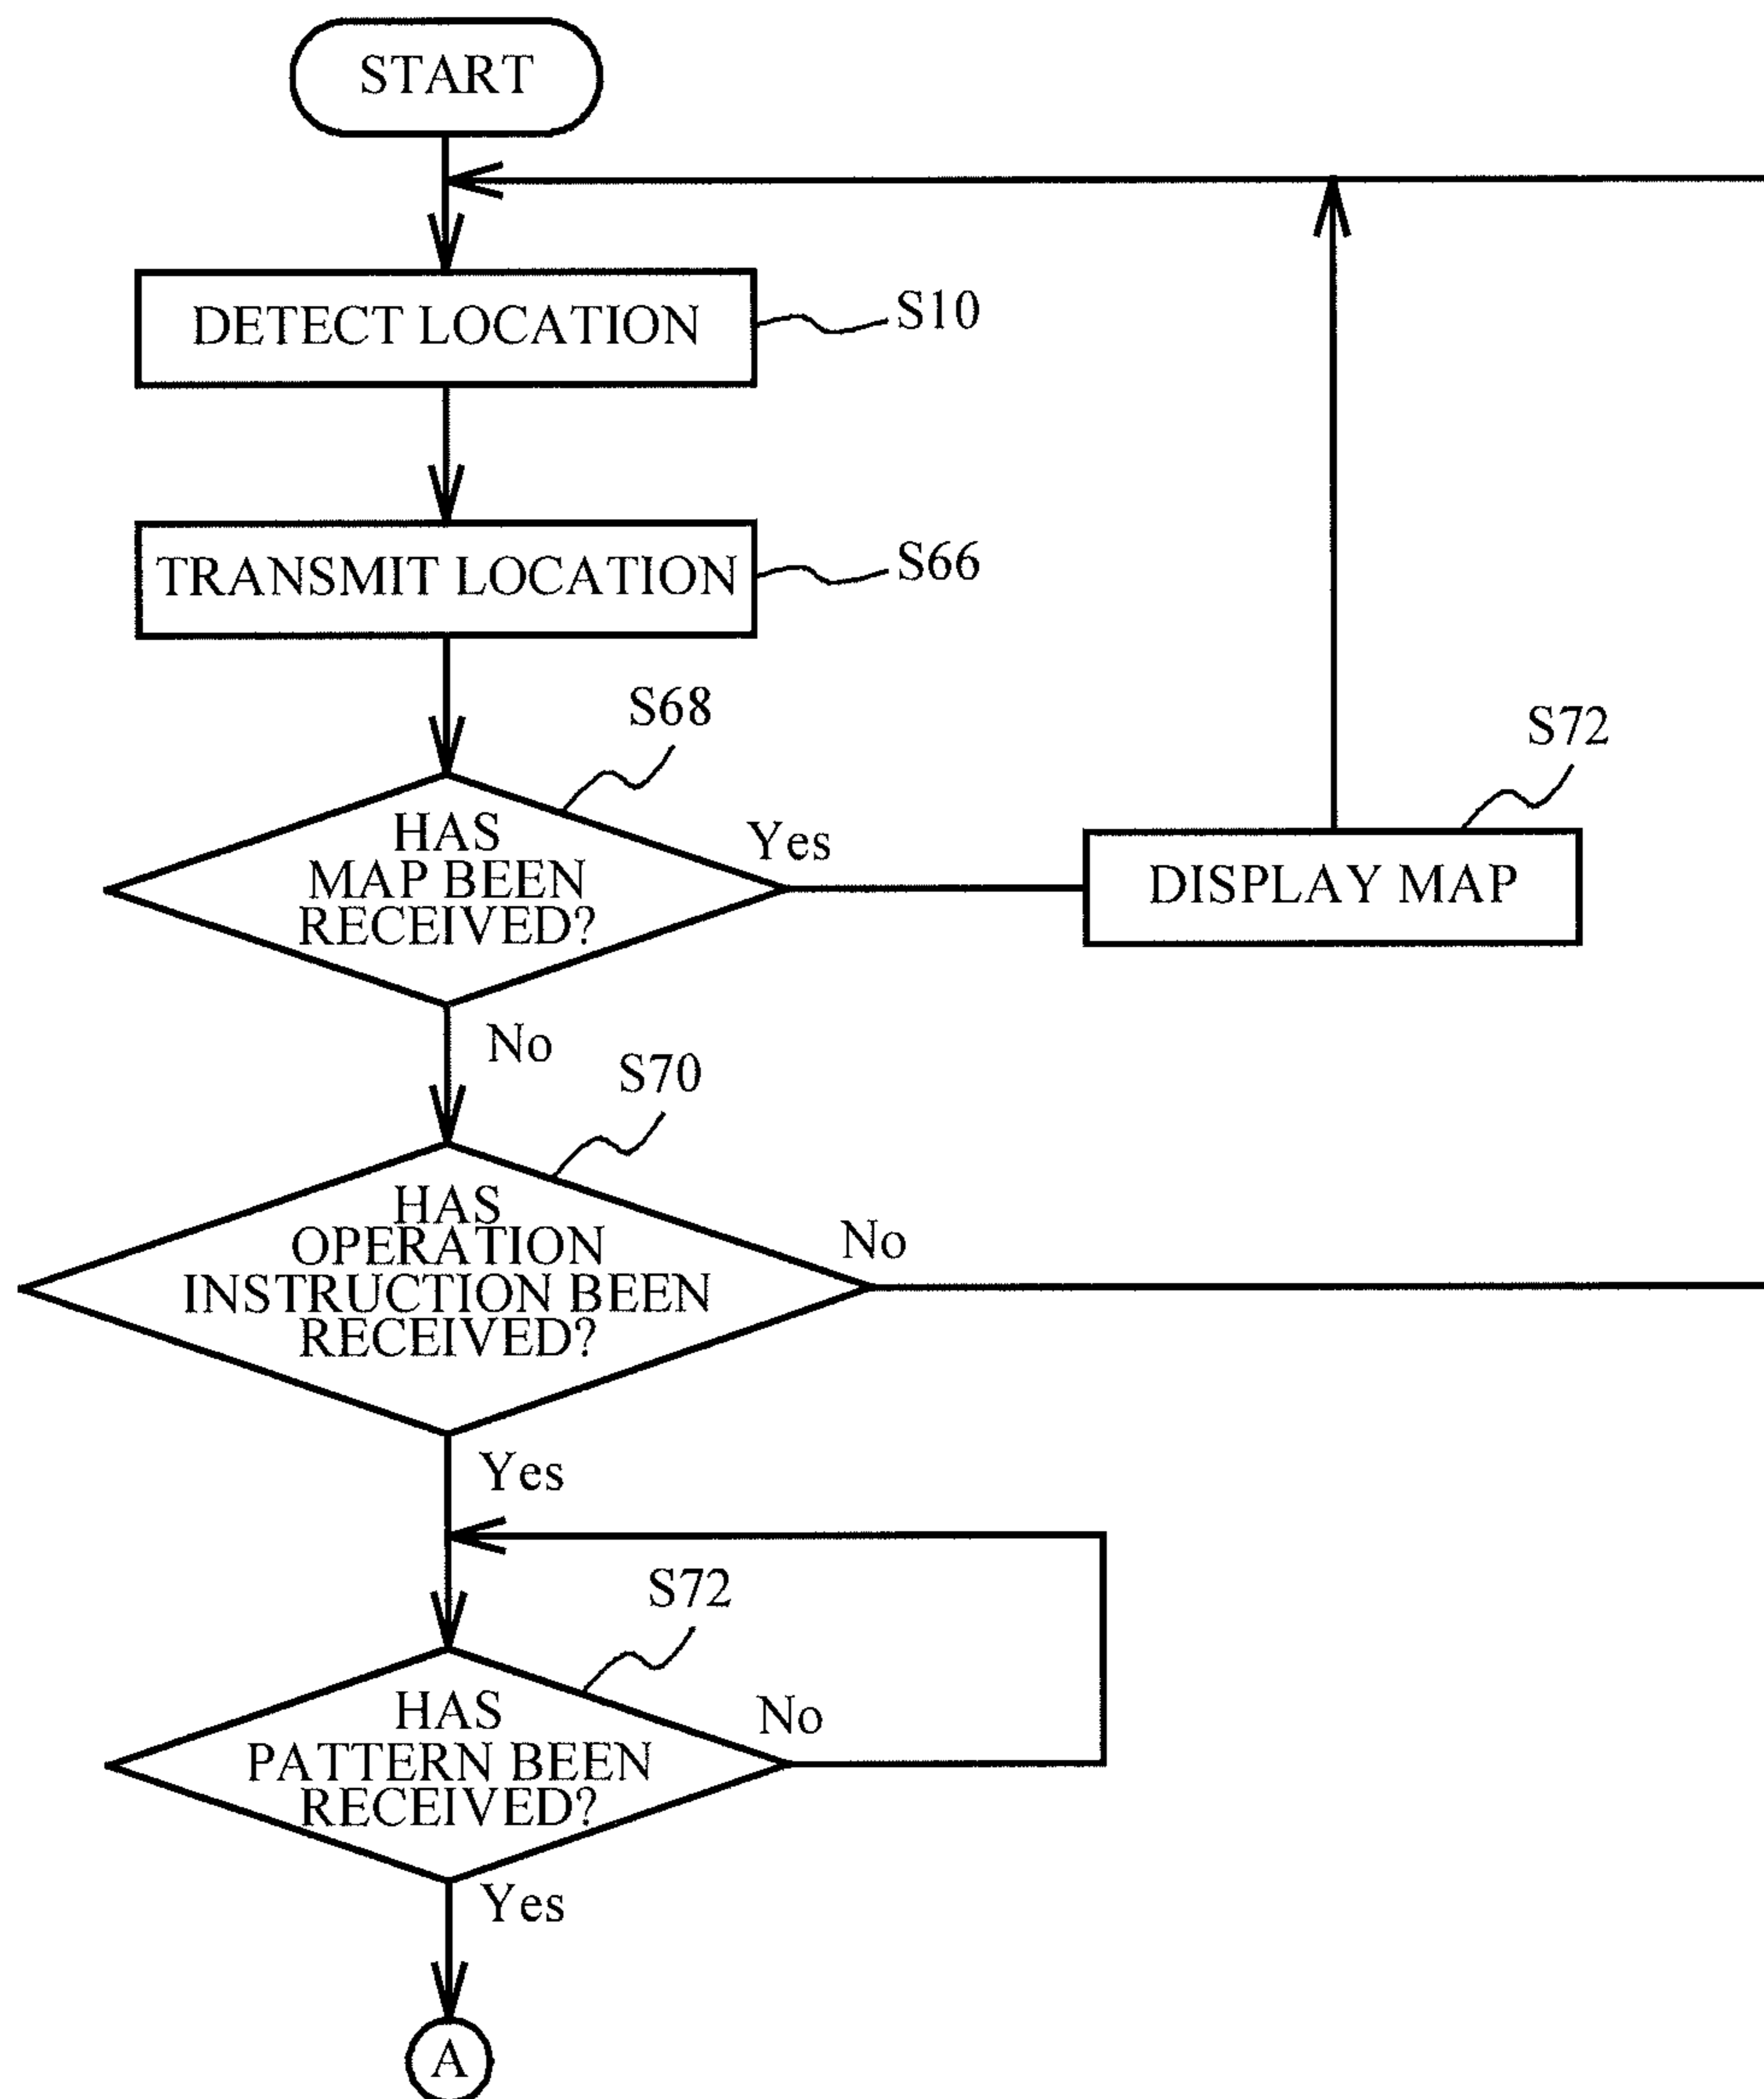 START
DETECT LOCATION
S10
TRANSMIT LOCATION
S66
S68
HAS
MAP BEEN
RECEIVED?
Yes
S72
DISPLAY MAP
No
S70
HAS
OPERATION
INSTRUCTION BEEN
RECEIVED?
No
Yes
S72
HAS
PATTERN BEEN
RECEIVED?
No
Yes
A